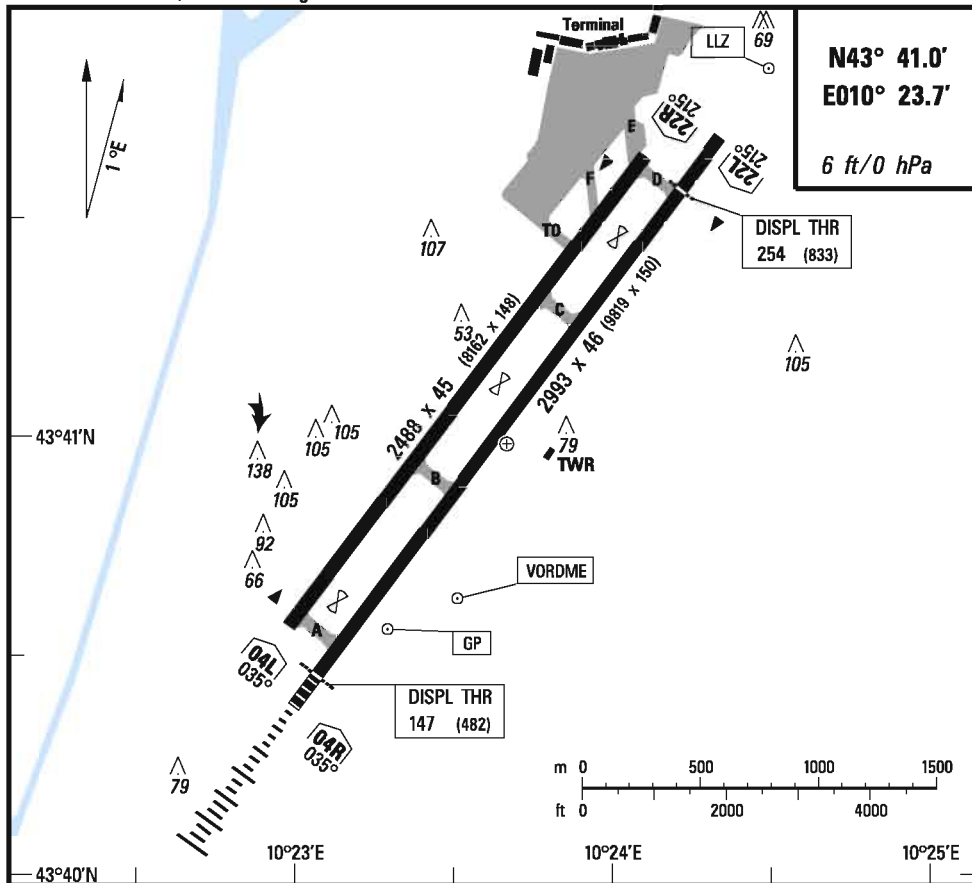 Terminal
LLZ
69
N43° 41.0'
E010° 23.7'
6 ft/0 hPa
1 °E
22R
215°
E
22L
215°
F
D
T0
DISPL THR
254 (833)
107
53
C
105
2488 x 45 (8162 x 148)
2993 x 46 (9819 x 150)
105
105
43°41'N
138
105
79
TWR
B
92
66
VORDME
A
GP
04L
035°
DISPL THR
147 (482)
04R
035°
79
m 0 500 1000 1500
ft 0 2000 4000
10°23'E 10°24'E 10°25'E
43°40'N